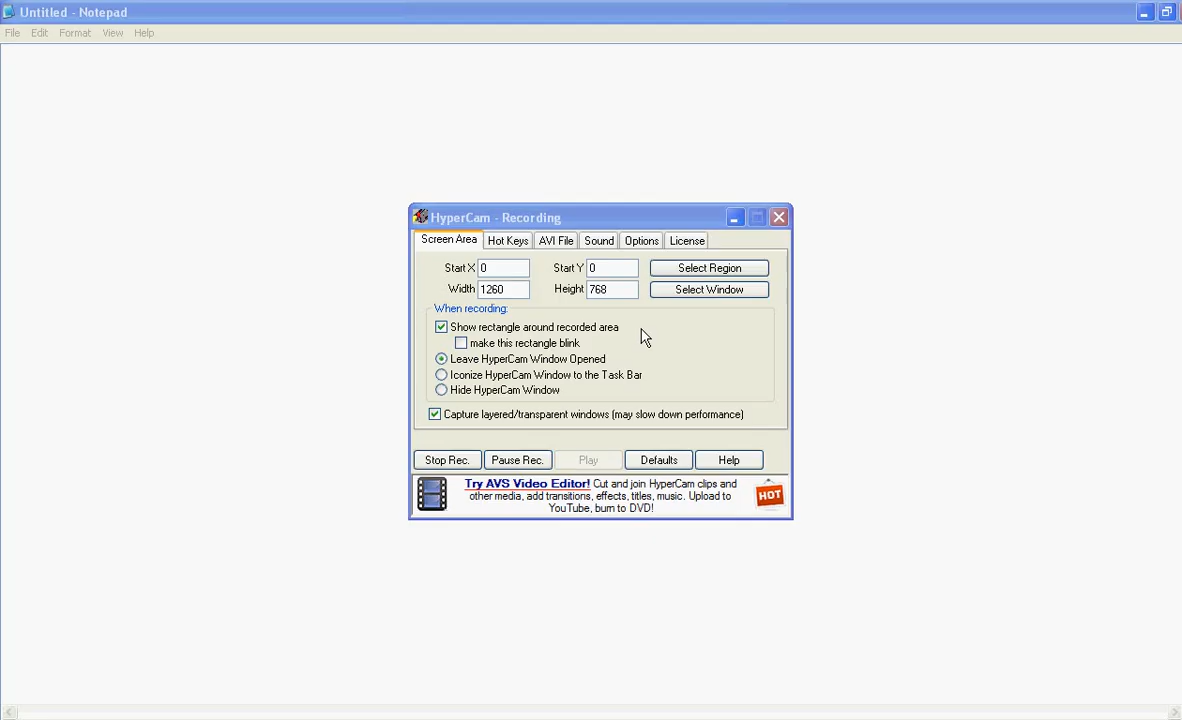 Untitled - Notepad
File Edit Format View Help
HyperCam - Recording
Screen Area Hot Keys AVI File Sound Options License
Start X 0 Start Y 0 Select Region
Width 1260 Height 768 Select Window
When recording:
Show rectangle around recorded area
make this rectangle blink
Leave HyperCam Window Opened
Iconize HyperCam Window to the Task Bar
Hide HyperCam Window
Capture layered/transparent windows (may slow down performance)
Stop Rec. Pause Rec. Play Defaults Help
Try AVS Video Editor! Cut and join HyperCam clips and
other media, add transitions, effects, titles, music. Upload to
YouTube, burn to DVD!
HOT